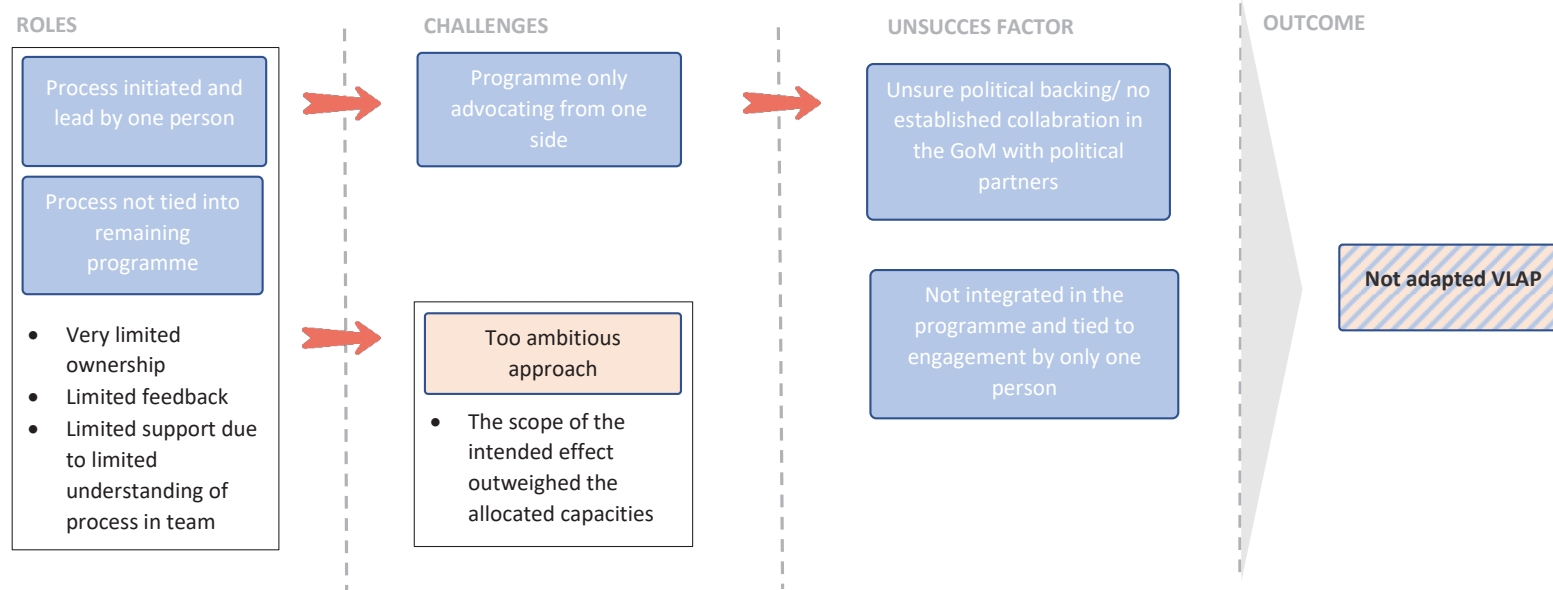 ROLES
Process initiated and
lead by one person
Process not tied into
remaining
programme
• Very limited
ownership
• Limited feedback
• Limited support due
to limited
understanding of
process in team
CHALLENGES
Programme only
advocating from one
side
Too ambitious
approach
• The scope of the
intended effect
outweighed the
allocated capacities
UNSUCCES FACTOR
Unsure political backing/ no
established collabration in
the GoM with political
partners
Not integrated in the
programme and tied to
engagement by only one
person
OUTCOME
Not adapted VLAP